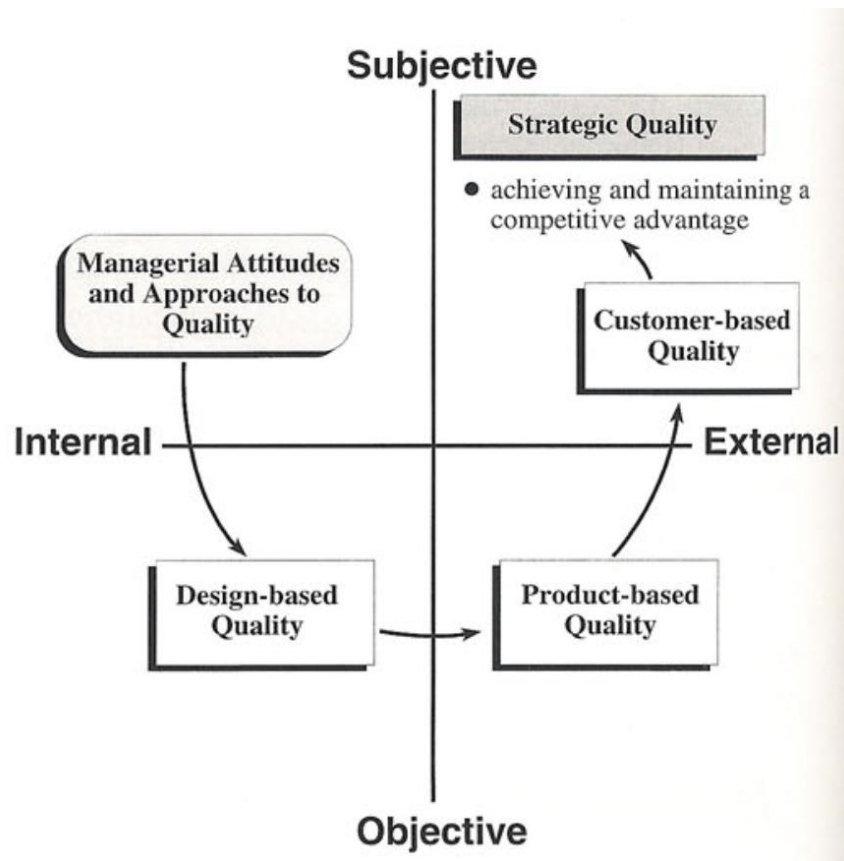 Subjective
Strategic Quality
● achieving and maintaining a
competitive advantage
Managerial Attitudes
and Approaches to
Quality
Customer-based
Quality
Internal
External
Design-based
Quality
Product-based
Quality
Objective